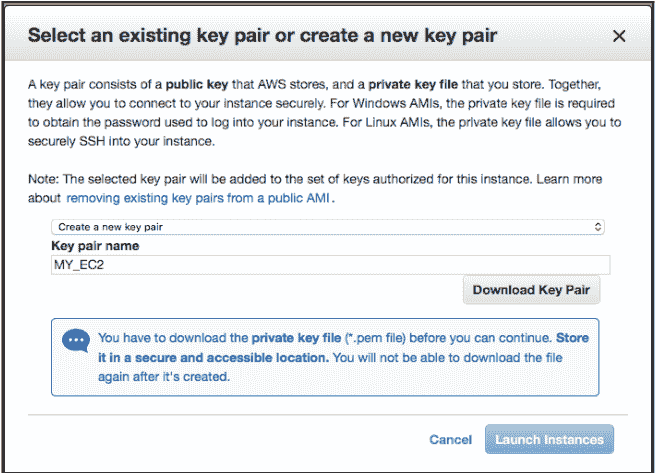 Select an existing key pair or create a new key pair
A key pair consists of a public key that AWS stores, and a private key file that you store. Together,
they allow you to connect to your instance securely. For Windows AMIs, the private key file is required
to obtain the password used to log into your instance. For Linux AMIs, the private key file allows you to
securely SSH into your instance.
Note: The selected key pair will be added to the set of keys authorized for this instance. Learn more
about removing existing key pairs from a public AMI.
Create a new key pair
Key pair name
MY_EC2
Download Key Pair
You have to download the private key file (*.pem file) before you can continue. Store
it in a secure and accessible location. You will not be able to download the file
again after it's created.
Cancel Launch Instances